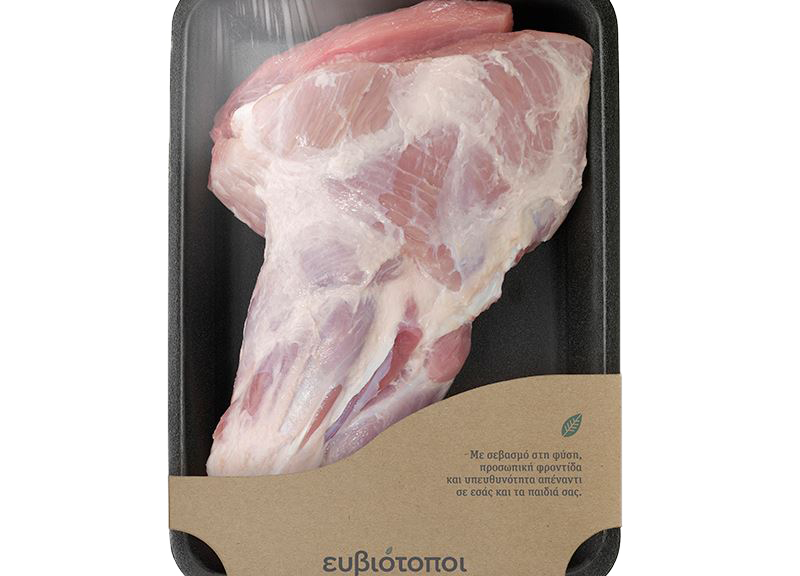 Με σεβασμό στη φύση,
προσωπική φροντίδα
και υπευθυνότητα απέναντι
σε εσάς και τα παιδιά σας.
ευβιότοποι